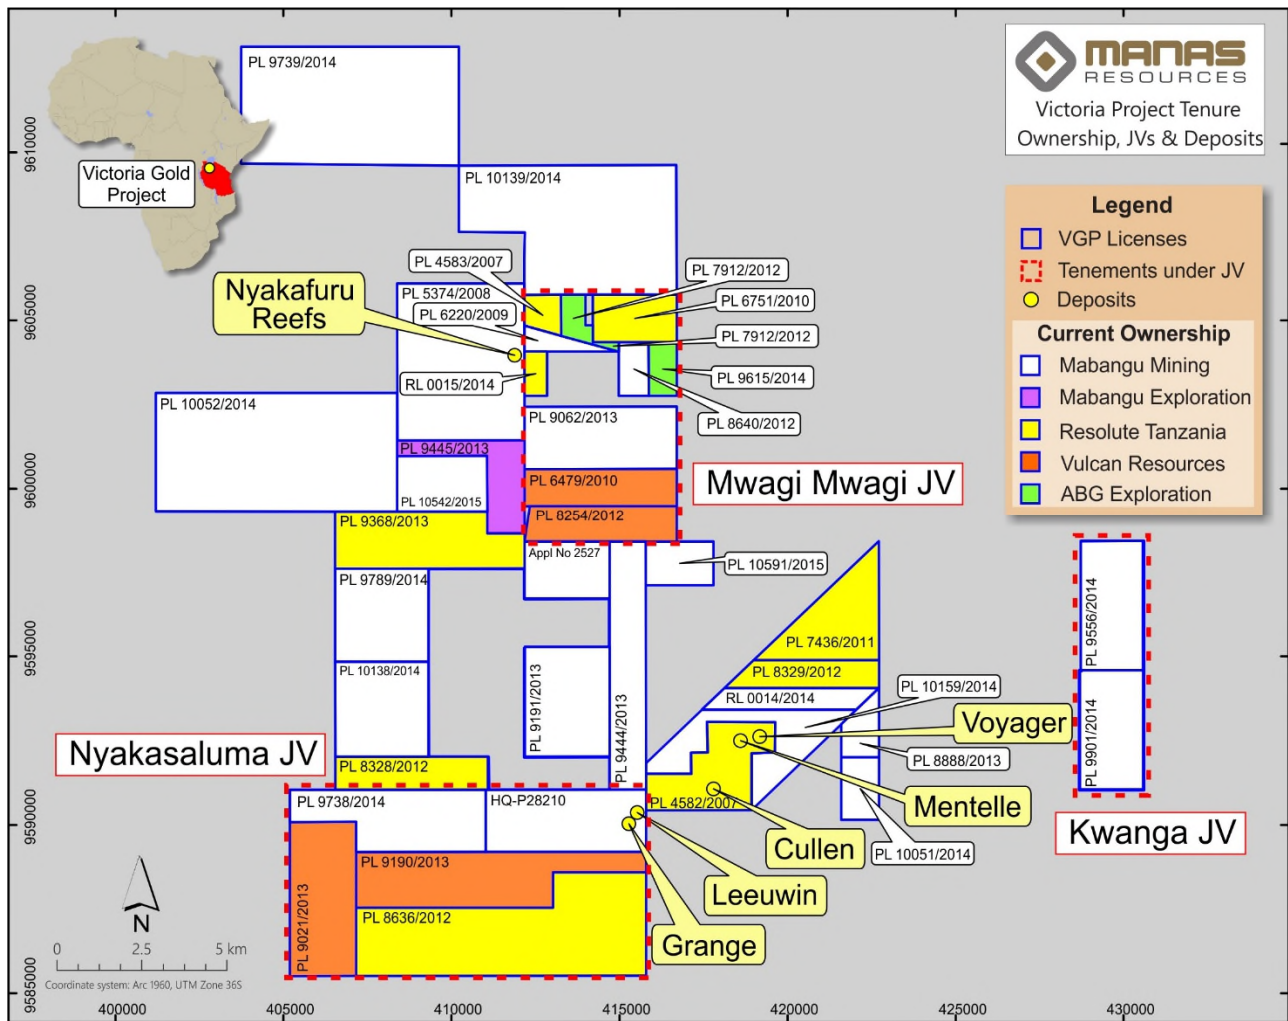 MANAS
RESOURCES
Victoria Project Tenure
Ownership, JVs & Deposits
Legend
VGP Licenses
Tenements under JV
Deposits
Current Ownership
Mabangu Mining
Mabangu Exploration
Resolute Tanzania
Vulcan Resources
ABG Exploration
Victoria Gold
Project
PL 9739/2014
PL 10139/2014
PL 4583/2007
PL 7912/2012
PL 5374/2008
PL 6751/2010
PL 6220/2009
Nyakafuru
Reefs
PL 7912/2012
RL 0015/2014
PL 9615/2014
PL 8640/2012
PL 10052/2014
PL 9062/2013
PL 9445/2013
Mwagi Mwagi JV
PL 6479/2010
PL 10542/2015
PL 8254/2012
PL 9368/2013
Appl No 2527
PL 10591/2015
PL 9789/2014
PL 9556/2014
PL 7436/2011
PL 10138/2014
PL 8329/2012
PL 9191/2013
PL 9444/2013
RL 0014/2014
PL 10159/2014
PL 9901/2014
Voyager
Nyakasaluma JV
PL 8328/2012
PL 8888/2013
Mentelle
PL 9738/2014
HQ-P28210
PL 4582/2007
Kwanga JV
Cullen
PL 10051/2014
PL 9190/2013
Leeuwin
PL 9021/2013
PL 8636/2012
Grange
N
0 2.5 5 km
Coordinate system: Arc 1960, UTM Zone 36S
9610000
9605000
9600000
9595000
9590000
9585000
400000 405000 410000 415000 420000 430000